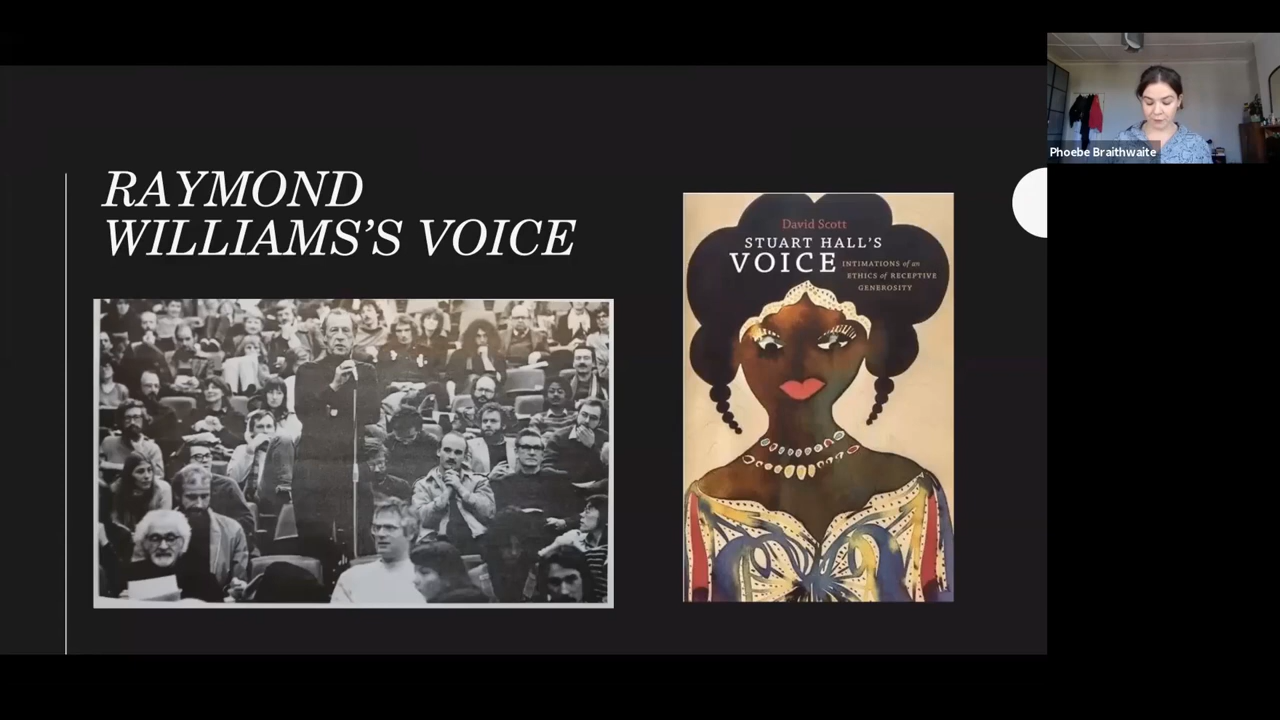 RAYMOND
WILLIAMS’S VOICE
David Scott
STUART HALL’S
VOICE
INTIMATIONS of an
ETHICS of RECEPTIVE
GENEROSITY
Phoebe Braithwaite